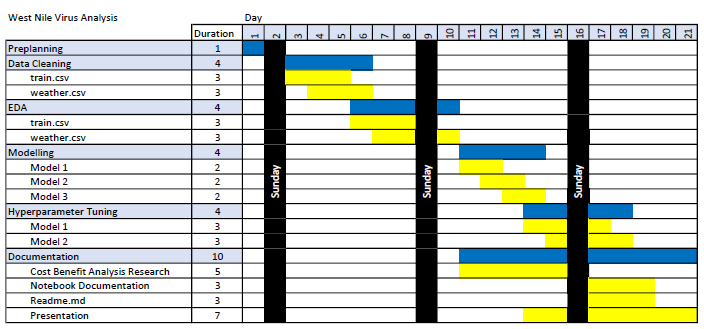 West Nile Virus Analysis Day
Duration 1 2 3 4 5 6 7 8 9 10 11 12 13 14 15 16 17 18 19 20 21
Preplanning 1
Data Cleaning 4
train.csv 3
weather.csv 3
EDA 4
train.csv 3
weather.csv 3
Modelling 4
Model 1 2
Model 2 2
Model 3 2
Hyperparameter Tuning 4
Model 1 3
Model 2 3
Documentation 10
Cost Benefit Analysis Research 5
Notebook Documentation 3
Readme.md 3
Presentation 7
Sunday
Sunday
Sunday